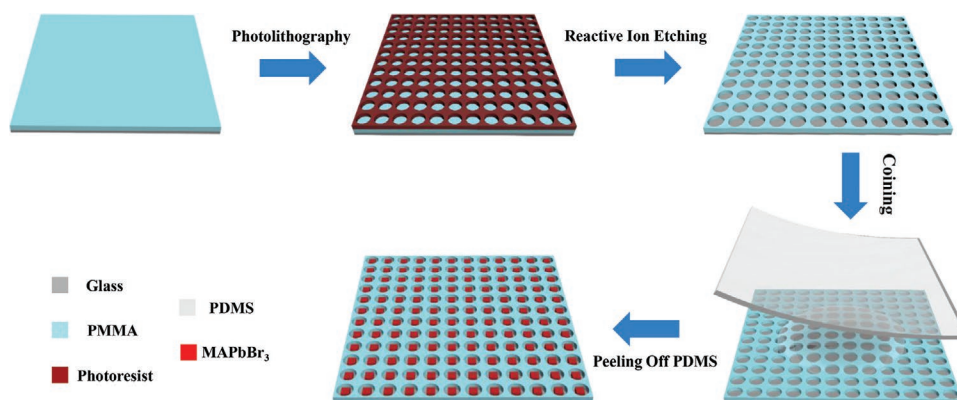 Photolithography
Reactive Ion Etching
Coining
Peeling Off PDMS
Glass
PMMA
Photoresist
PDMS
MAPbBr₃